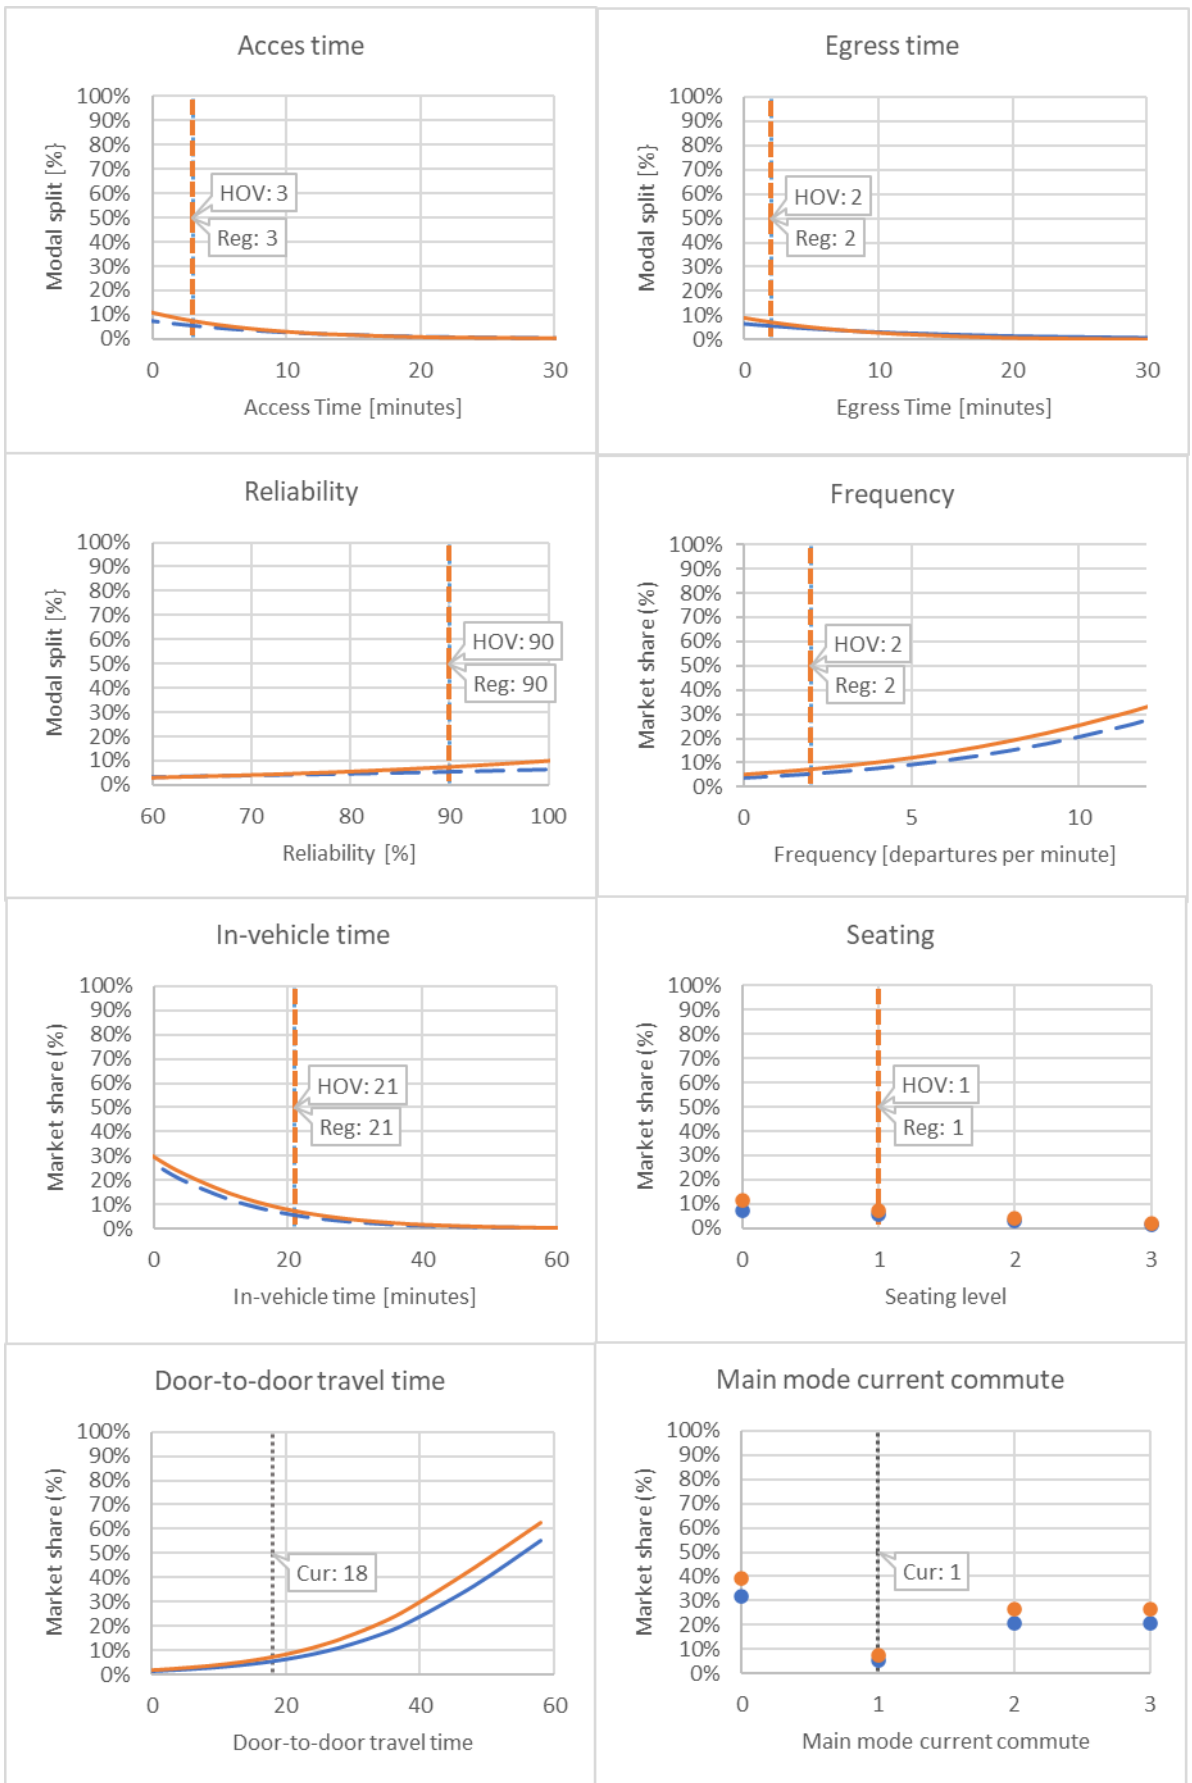 Acces time
Modal split [%}
100%
90%
80%
70%
60%
50%
40%
30%
20%
10%
0%
HOV: 3
Reg: 3
0 10 20 30
Access Time [minutes]
Egress time
Modal split [%}
100%
90%
80%
70%
60%
50%
40%
30%
20%
10%
0%
HOV: 2
Reg: 2
0 10 20 30
Egress Time [minutes]
Reliability
Modal split [%}
100%
90%
80%
70%
60%
50%
40%
30%
20%
10%
0%
HOV: 90
Reg: 90
60 70 80 90 100
Reliability [%]
Frequency
Market share (%)
100%
90%
80%
70%
60%
50%
40%
30%
20%
10%
0%
HOV: 2
Reg: 2
0 5 10
Frequency [departures per minute]
In-vehicle time
Market share (%)
100%
90%
80%
70%
60%
50%
40%
30%
20%
10%
0%
HOV: 21
Reg: 21
0 20 40 60
In-vehicle time [minutes]
Seating
Market share (%)
100%
90%
80%
70%
60%
50%
40%
30%
20%
10%
0%
HOV: 1
Reg: 1
0 1 2 3
Seating level
Door-to-door travel time
Market share (%)
100%
90%
80%
70%
60%
50%
40%
30%
20%
10%
0%
Cur: 18
0 20 40 60
Door-to-door travel time
Main mode current commute
Market share (%)
100%
90%
80%
70%
60%
50%
40%
30%
20%
10%
0%
Cur: 1
0 1 2 3
Main mode current commute